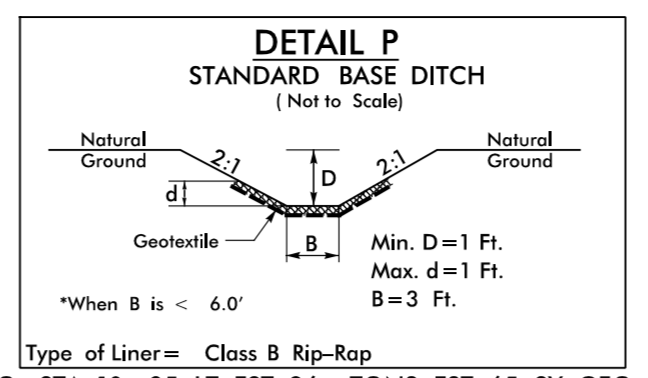 DETAIL P
STANDARD BASE DITCH
( Not to Scale)
Natural
Ground
2:1
2:1
Natural
Ground
D
d
Geotextile
B
Min. D=1 Ft.
Max. d=1 Ft.
*When B is < 6.0'
B=3 Ft.
Type of Liner= Class B Rip-Rap